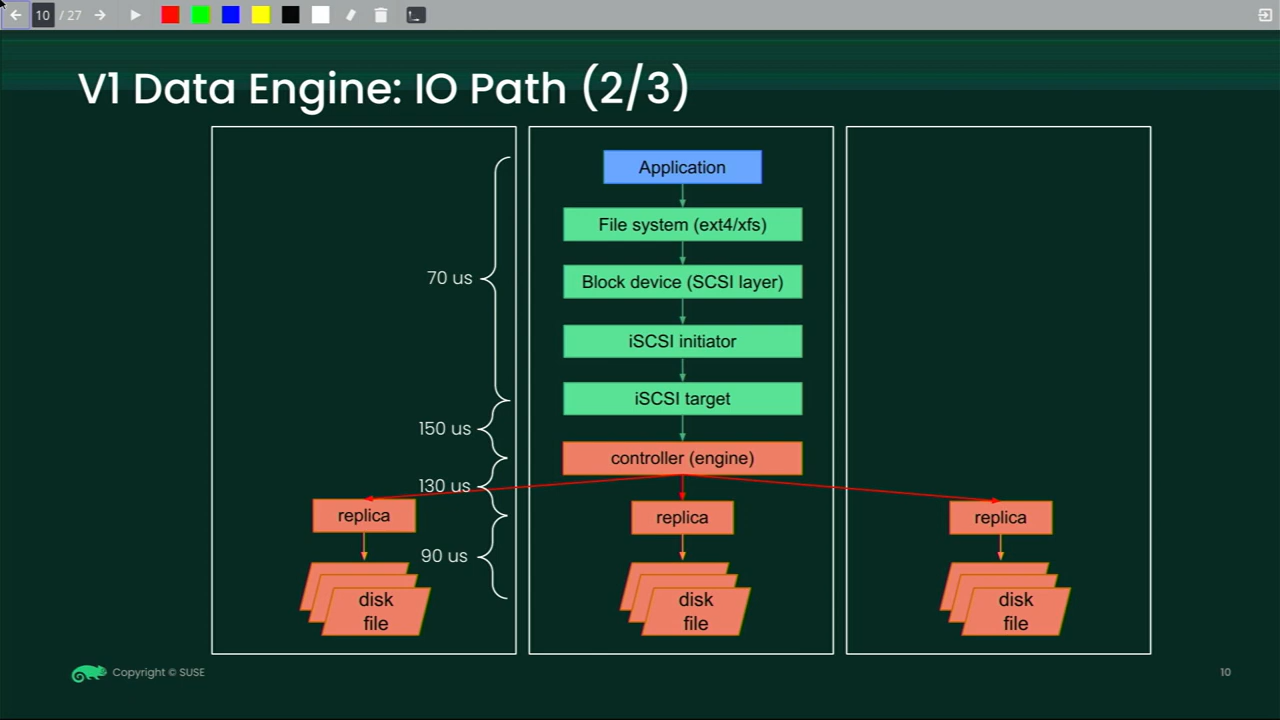 10 / 27
V1 Data Engine: IO Path (2/3)
Application
File system (ext4/xfs)
70 us
Block device (SCSI layer)
iSCSI initiator
iSCSI target
150 us
controller (engine)
130 us
replica
replica
replica
90 us
disk
file
disk
file
disk
file
Copyright © SUSE
10